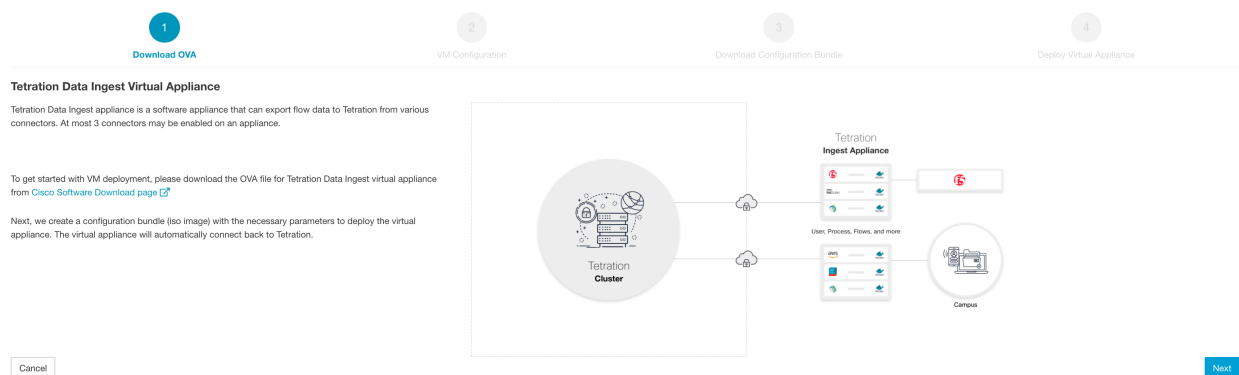 1
Download OVA
2
VM Configuration
3
Download Configuration Bundle
4
Deploy Virtual Appliance
Tetration Data Ingest Virtual Appliance
Tetration Data Ingest appliance is a software appliance that can export flow data to Tetration from various
connectors. At most 3 connectors may be enabled on an appliance.
To get started with VM deployment, please download the OVA file for Tetration Data Ingest virtual appliance
from Cisco Software Download page
Next, we create a configuration bundle (iso image) with the necessary parameters to deploy the virtual
appliance. The virtual appliance will automatically connect back to Tetration.
Tetration
Cluster
Tetration
Ingest Appliance
User, Process, Flows, and more
aws
Campus
Cancel
Next